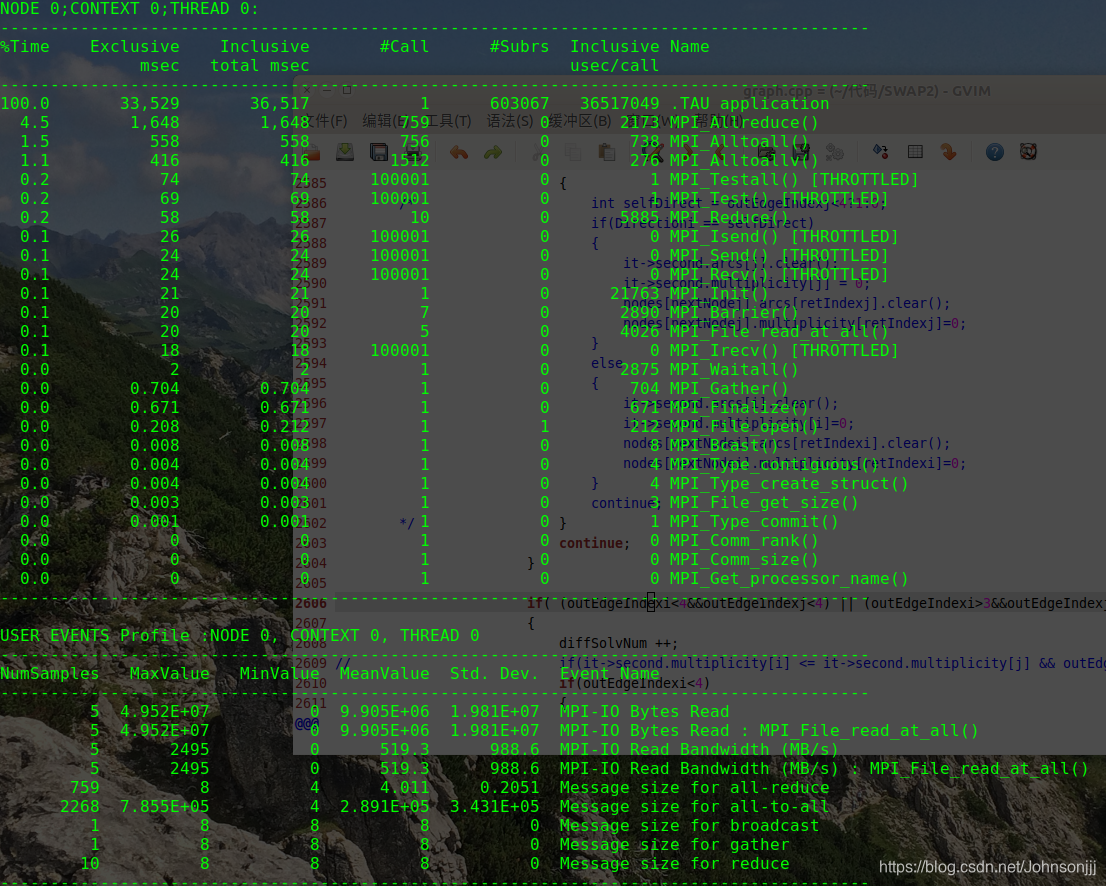 NODE 0;CONTEXT 0;THREAD 0:
%Time Exclusive Inclusive #Call #Subrs Inclusive Name
msec total msec usec/call
graph.cpp = (~/代码/SWAP2) - GVIM
100.0 33,529 36,517 1 603067 36517049 .TAU application
4.5 1,648 1,648 759 0 2173 MPI_Allreduce()
文件(F) 编辑(E) 工具(T) 语法(S) 缓冲区(B)
1.5 558 558 756 0 738 MPI_Alltoall()
1.1 416 416 1512 0 276 MPI_Alltoallv()
0.2 74 74 100001 0 1 MPI_Testall() [THROTTLED]
2585 {
0.2 69 69 100001 0 1 MPI_Test() [THROTTLED]
2586 int selfDirect = outEdgeIndexj<4
0.2 58 58 10 0 5885 MPI_Reduce()
2587 if(Direction1 == selfDirect)
0.1 26 26 100001 0 0 MPI_Isend() [THROTTLED]
2588 {
0.1 24 24 100001 0 0 MPI_Send() [THROTTLED]
2589 it->second.arcs[j].clear();
0.1 24 24 100001 0 0 MPI_Recv() [THROTTLED]
2590 it->second.multiplicity[j] = 0;
0.1 21 21 1 0 21763 MPI_Init()
2591 nodes[nextNodej].arcs[retIndexj].clear();
0.1 20 20 7 0 2890 MPI_Barrier()
2592 nodes[nextNodej].multiplicity[retIndexj]=0;
0.1 20 20 5 0 4026 MPI_File_read_at_all()
2593 }
0.1 18 18 100001 0 0 MPI_Irecv() [THROTTLED]
2594 else
0.0 2 2 1 0 2875 MPI_Waitall()
2595 {
0.0 0.704 0.704 1 0 704 MPI_Gather()
2596 it->second.arcs[i].clear();
0.0 0.671 0.671 1 0 671 MPI_Finalize()
2597 it->second.multiplicity[i]=0;
0.0 0.208 0.212 1 1 212 MPI_File_open()
2598 nodes[nextNodei].arcs[retIndexi].clear();
0.0 0.008 0.008 1 0 8 MPI_Bcast()
2599 nodes[nextNodei].multiplicity[retIndexi]=0;
0.0 0.004 0.004 1 0 4 MPI_Type_contiguous()
2600 }
0.0 0.004 0.004 1 0 4 MPI_Type_create_struct()
2601 continue;
0.0 0.003 0.003 1 0 3 MPI_File_get_size()
2602 */ }
0.0 0.001 0.001 1 0 1 MPI_Type_commit()
2603 continue;
0.0 0 0 1 0 0 MPI_Comm_rank()
2604 }
0.0 0 0 1 0 0 MPI_Comm_size()
2605
0.0 0 0 1 0 0 MPI_Get_processor_name()
2606 if( (outEdgeIndexi<4&&outEdgeIndexj<4) || (outEdgeIndexi>3&&outEdgeIndexj
2607 {
USER EVENTS Profile :NODE 0, CONTEXT 0, THREAD 0
2608 diffSolvNum ++;
2609 // if(it->second.multiplicity[i] <= it->second.multiplicity[j] && outEdg
NumSamples MaxValue MinValue MeanValue Std. Dev. Event Name
2610 if(outEdgeIndexi<4)
2611 {
5 4.952E+07 0 9.905E+06 1.981E+07 MPI-IO Bytes Read
@@@
5 4.952E+07 0 9.905E+06 1.981E+07 MPI-IO Bytes Read : MPI_File_read_at_all()
5 2495 0 519.3 988.6 MPI-IO Read Bandwidth (MB/s)
5 2495 0 519.3 988.6 MPI-IO Read Bandwidth (MB/s) : MPI_File_read_at_all()
759 8 4 4.011 0.2051 Message size for all-reduce
2268 7.855E+05 4 2.891E+05 3.431E+05 Message size for all-to-all
1 8 8 8 0 Message size for broadcast
1 8 8 8 0 Message size for gather
10 8 8 8 0 Message size for reduce
https://blog.csdn.net/Johnsonjjj